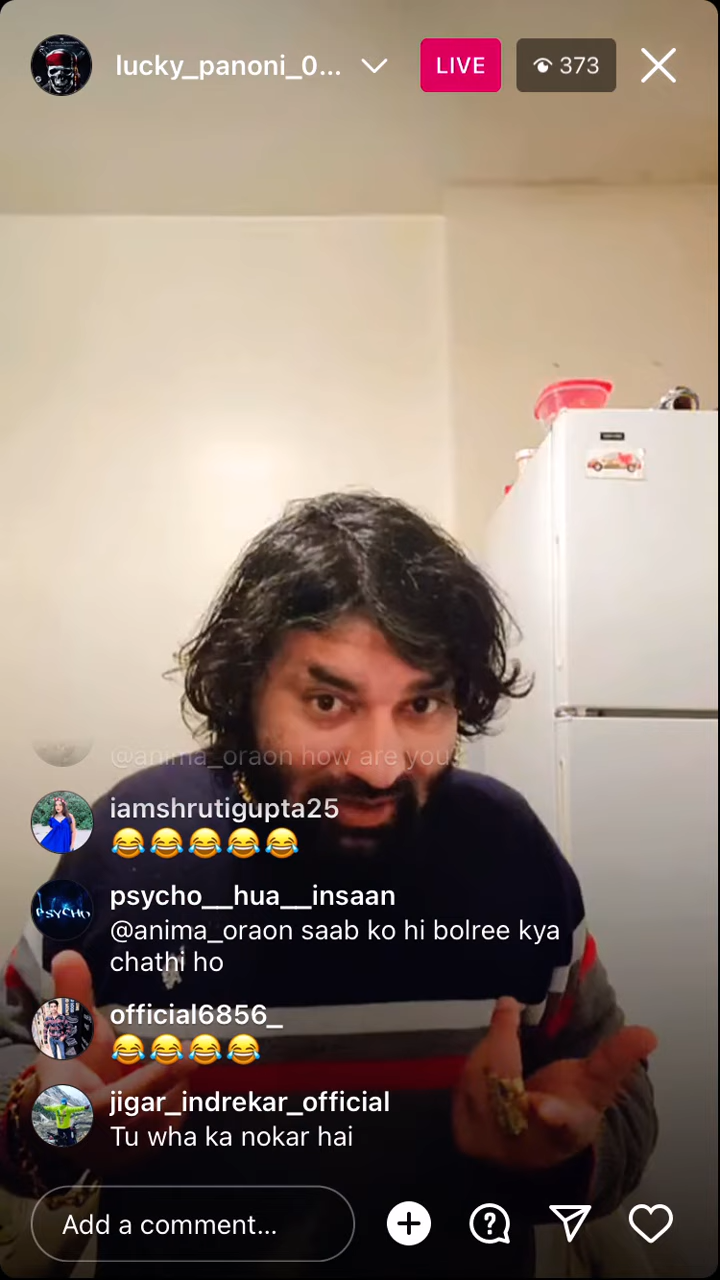 lucky_panoni_0...
LIVE
373
@anima_oraon how are you
iamshrutigupta25
😂😂😂😂😂
psycho__hua__insaan
@anima_oraon saab ko hi bolree kya
chathi ho
official6856_
😂😂😂😂
jigar_indrekar_official
Tu wha ka nokar hai
Add a comment...
PSYCHO